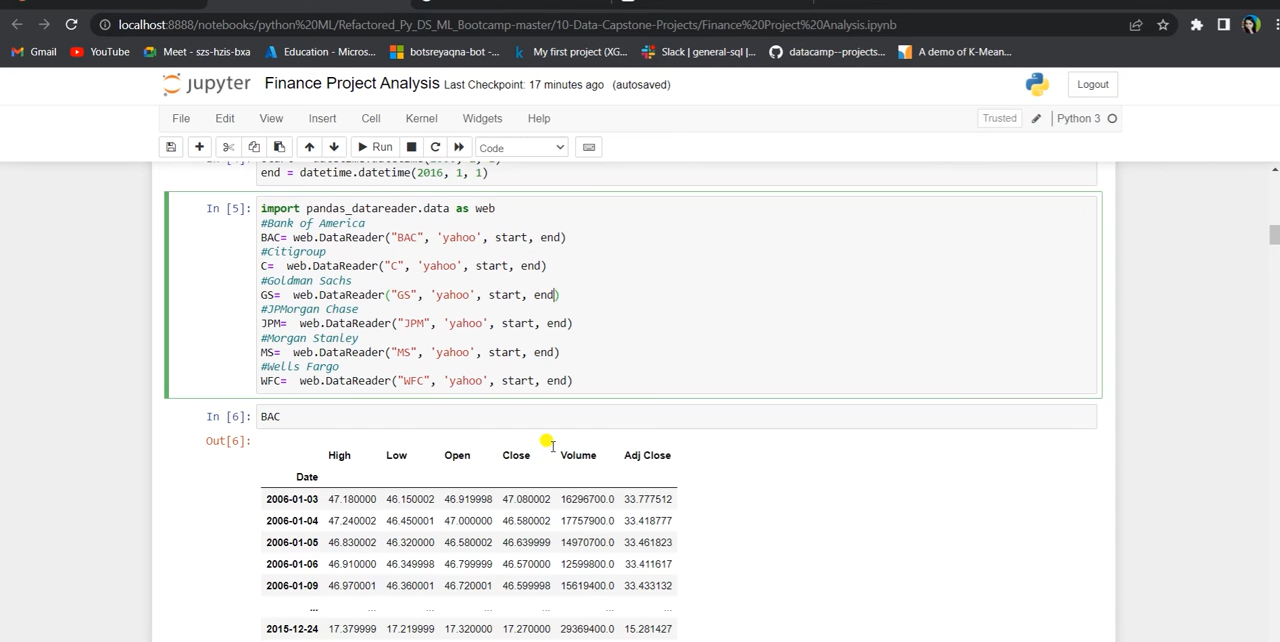 localhost:8888/notebooks/python%20ML/Refactored_Py_DS_ML_Bootcamp-master/10-Data-Capstone-Projects/Finance%20Project%20Analysis.ipynb
Gmail YouTube Meet - szs-hzis-bxa Education - Micros... botsreyqna-bot -... My first project (XG... Slack | general-sql |... datacamp--projects... A demo of K-Mean...
jupyter Finance Project Analysis Last Checkpoint: 17 minutes ago (autosaved) Logout
File Edit View Insert Cell Kernel Widgets Help Trusted Python 3
Run Code
end = datetime.datetime(2016, 1, 1)
In [5]: import pandas_datareader.data as web
#Bank of America
BAC= web.DataReader("BAC", 'yahoo', start, end)
#Citigroup
C=  web.DataReader("C", 'yahoo', start, end)
#Goldman Sachs
GS=  web.DataReader("GS", 'yahoo', start, end)
#JPMorgan Chase
JPM=  web.DataReader("JPM", 'yahoo', start, end)
#Morgan Stanley
MS=  web.DataReader("MS", 'yahoo', start, end)
#Wells Fargo
WFC=  web.DataReader("WFC", 'yahoo', start, end)
In [6]: BAC
Out[6]:
High Low Open Close Volume Adj Close
Date
2006-01-03 47.180000 46.150002 46.919998 47.080002 16296700.0 33.777512
2006-01-04 47.240002 46.450001 47.000000 46.580002 17757900.0 33.418777
2006-01-05 46.830002 46.320000 46.580002 46.639999 14970700.0 33.461823
2006-01-06 46.910000 46.349998 46.799999 46.570000 12599800.0 33.411617
2006-01-09 46.970001 46.360001 46.720001 46.599998 15619400.0 33.433132
... ... ... ... ... ... ...
2015-12-24 17.379999 17.219999 17.320000 17.270000 29369400.0 15.281427